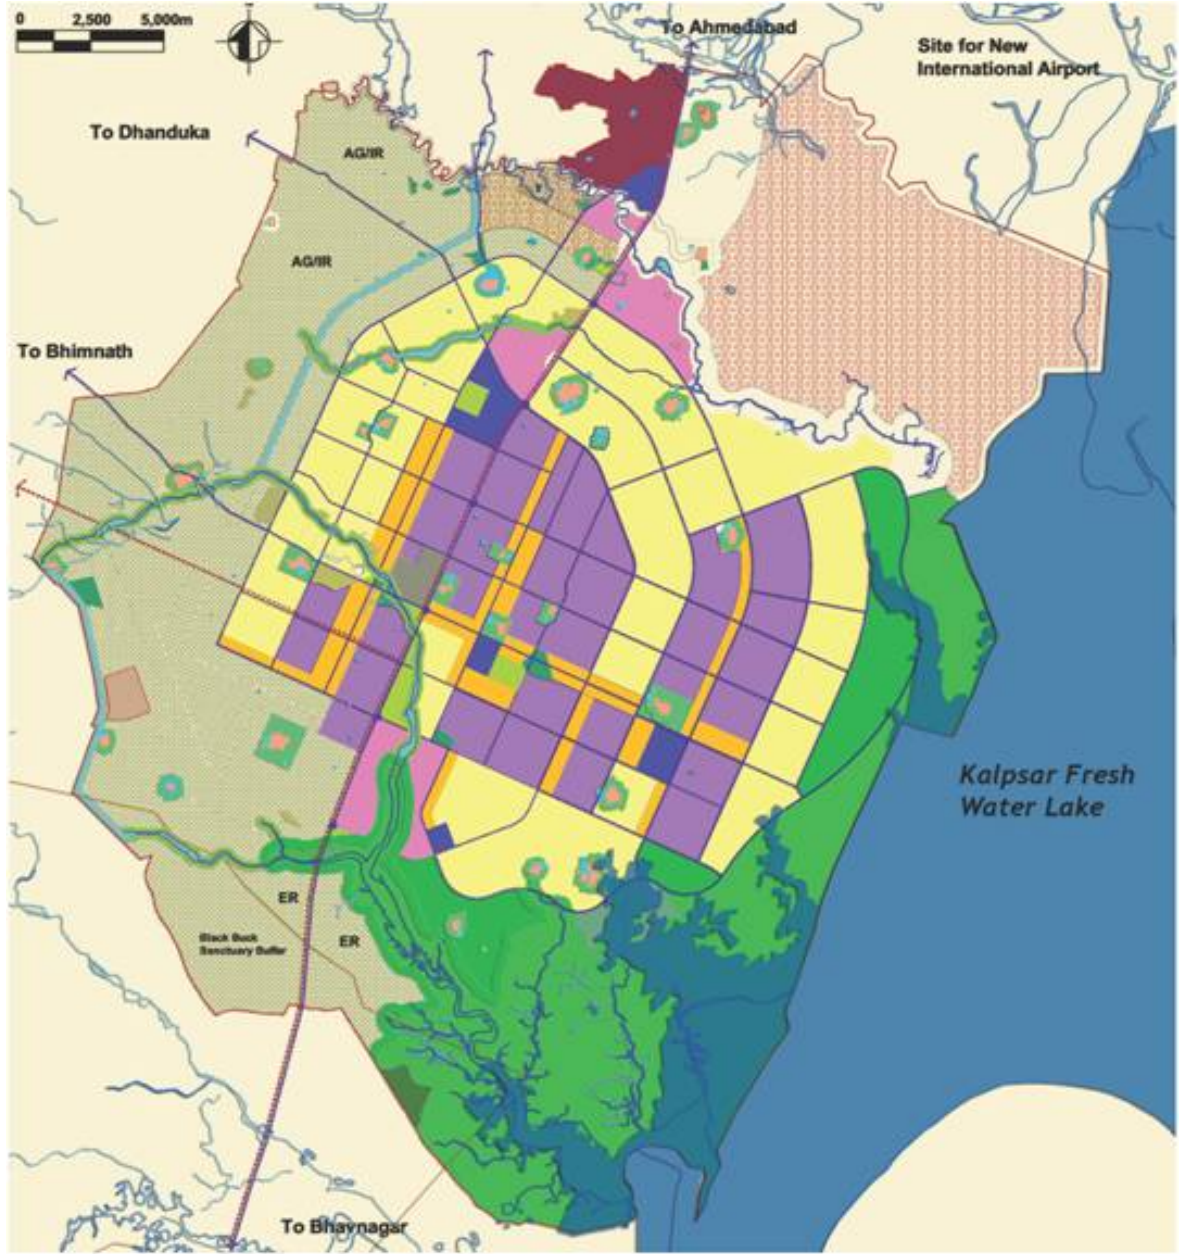 0 2,500 5,000m
To Ahmedabad
Site for New
International Airport
To Dhanduka
AG/IR
AG/IR
To Bhimnath
Kalpsar Fresh
Water Lake
ER
Black Buck
Sanctuary Buffer
ER
To Bhavnagar